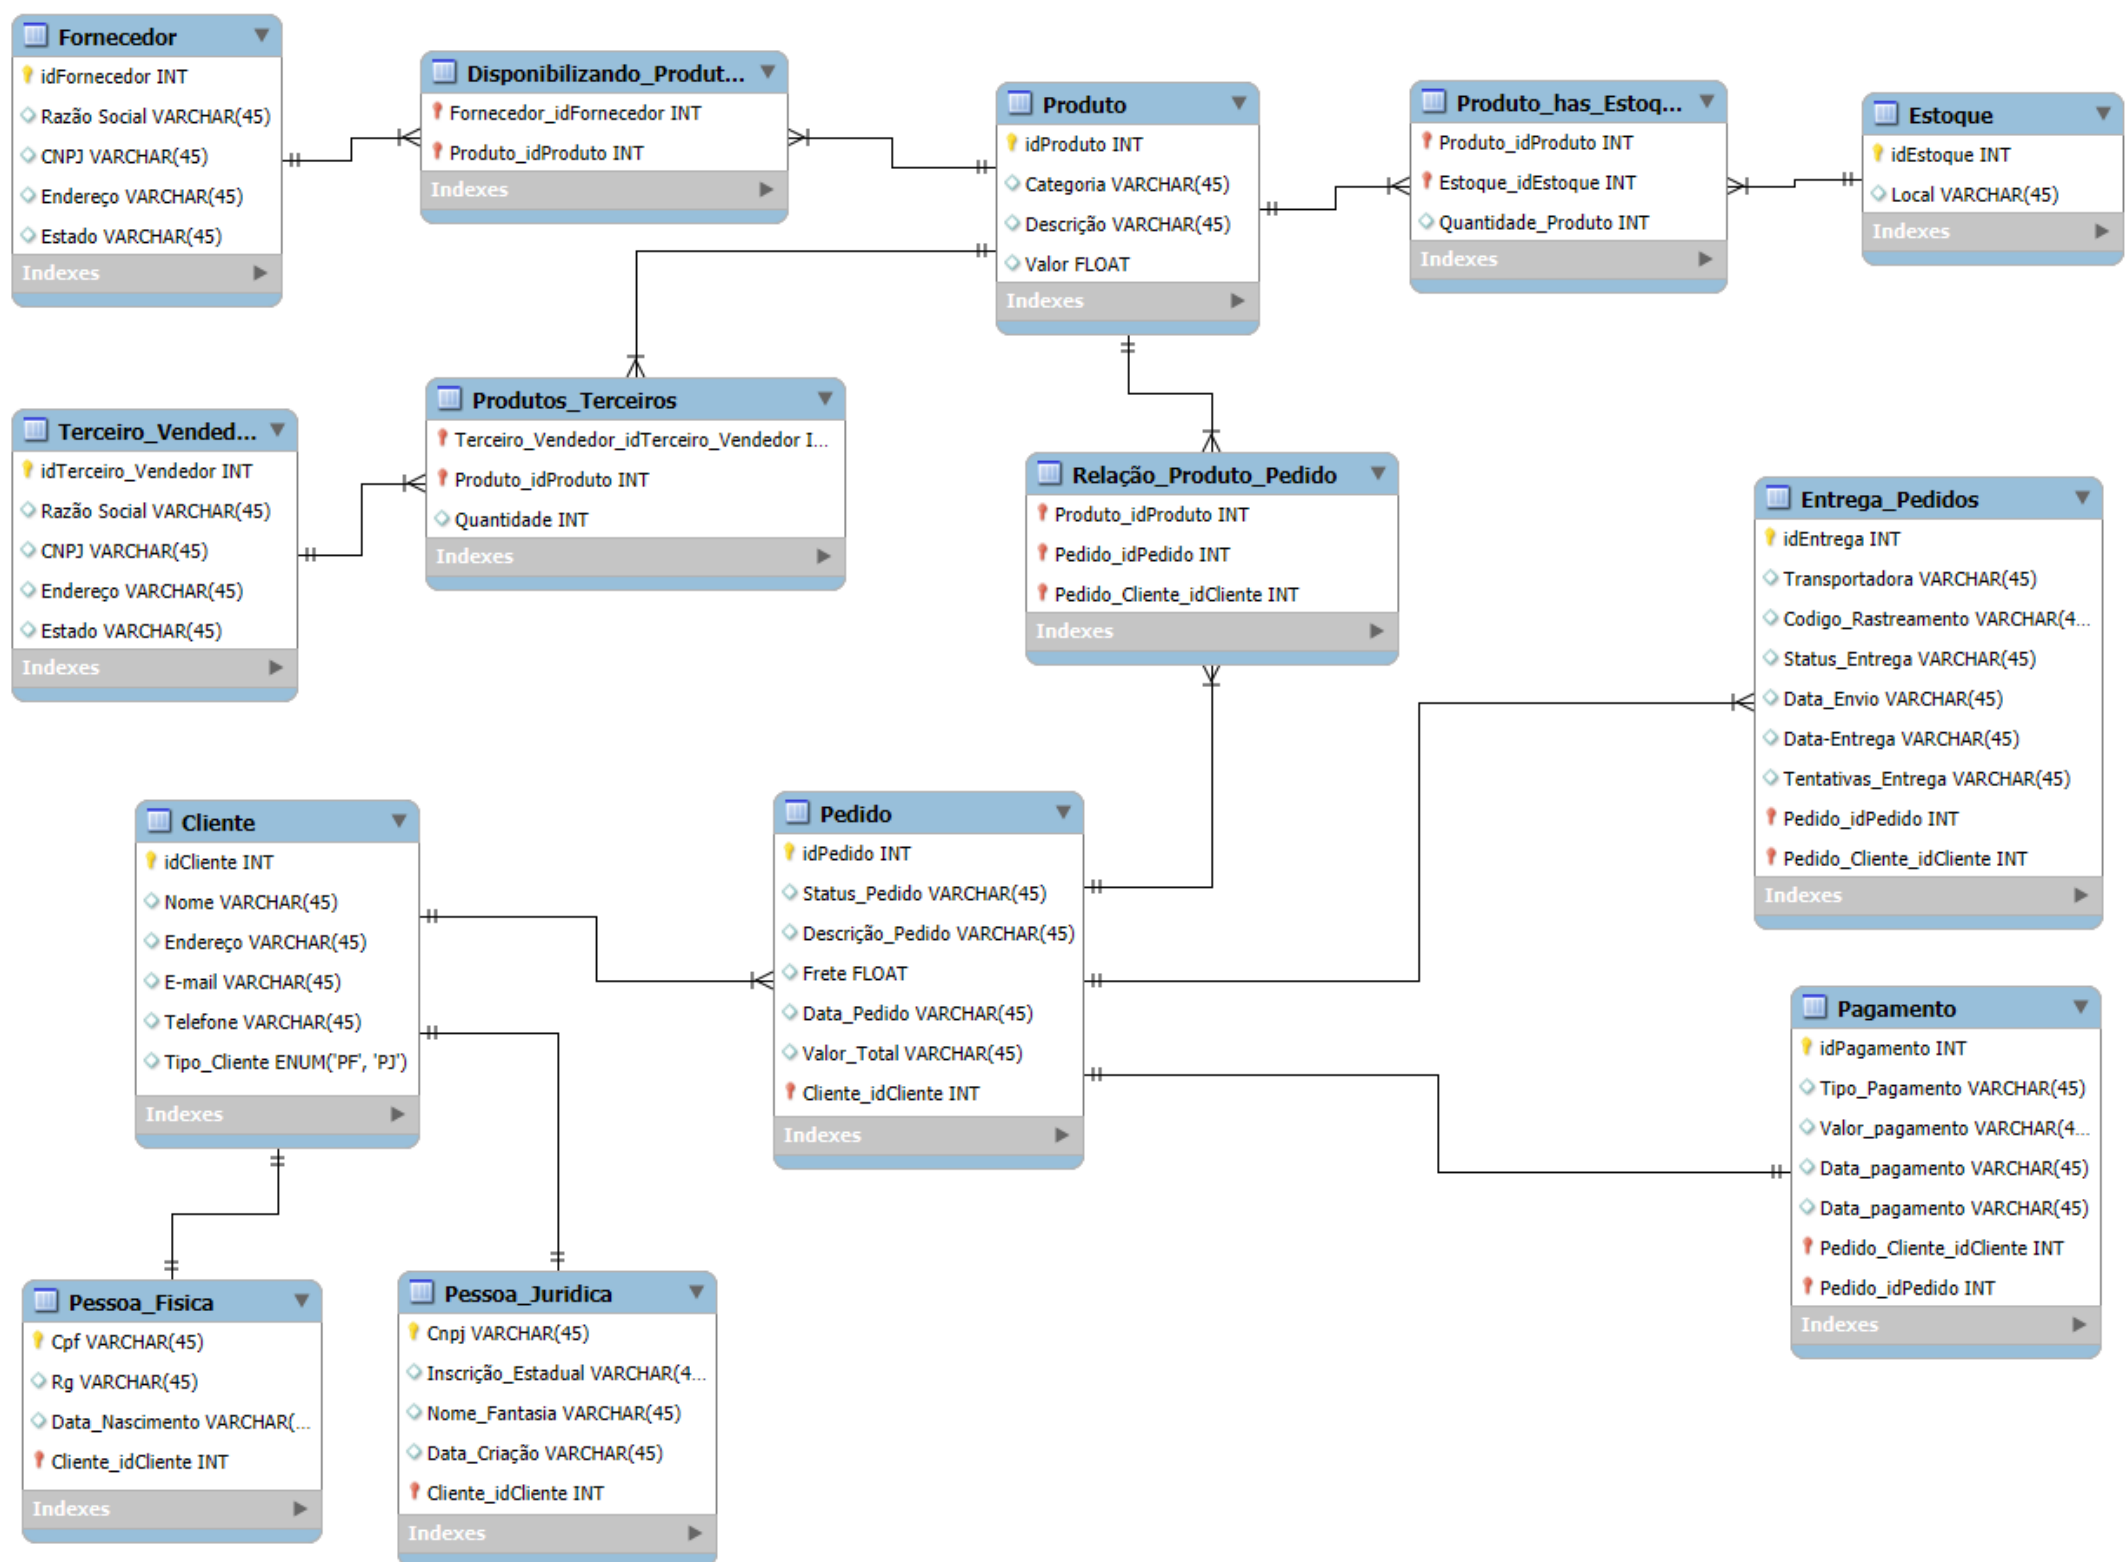 Fornecedor
idFornecedor INT
Razão Social VARCHAR(45)
CNPJ VARCHAR(45)
Endereço VARCHAR(45)
Estado VARCHAR(45)
Indexes
Disponibilizando_Produt...
Fornecedor_idFornecedor INT
Produto_idProduto INT
Indexes
Produto
idProduto INT
Categoria VARCHAR(45)
Descrição VARCHAR(45)
Valor FLOAT
Indexes
Produto_has_Estoq...
Produto_idProduto INT
Estoque_idEstoque INT
Quantidade_Produto INT
Indexes
Estoque
idEstoque INT
Local VARCHAR(45)
Indexes
Terceiro_Vended...
idTerceiro_Vendedor INT
Razão Social VARCHAR(45)
CNPJ VARCHAR(45)
Endereço VARCHAR(45)
Estado VARCHAR(45)
Indexes
Produtos_Terceiros
Terceiro_Vendedor_idTerceiro_Vendedor I...
Produto_idProduto INT
Quantidade INT
Indexes
Relação_Produto_Pedido
Produto_idProduto INT
Pedido_idPedido INT
Pedido_Cliente_idCliente INT
Indexes
Entrega_Pedidos
idEntrega INT
Transportadora VARCHAR(45)
Codigo_Rastreamento VARCHAR(4...
Status_Entrega VARCHAR(45)
Data_Envio VARCHAR(45)
Data-Entrega VARCHAR(45)
Tentativas_Entrega VARCHAR(45)
Pedido_idPedido INT
Pedido_Cliente_idCliente INT
Indexes
Cliente
idCliente INT
Nome VARCHAR(45)
Endereço VARCHAR(45)
E-mail VARCHAR(45)
Telefone VARCHAR(45)
Tipo_Cliente ENUM('PF', 'PJ')
Indexes
Pedido
idPedido INT
Status_Pedido VARCHAR(45)
Descrição_Pedido VARCHAR(45)
Frete FLOAT
Data_Pedido VARCHAR(45)
Valor_Total VARCHAR(45)
Cliente_idCliente INT
Indexes
Pagamento
idPagamento INT
Tipo_Pagamento VARCHAR(45)
Valor_pagamento VARCHAR(4...
Data_pagamento VARCHAR(45)
Data_pagamento VARCHAR(45)
Pedido_Cliente_idCliente INT
Pedido_idPedido INT
Indexes
Pessoa_Fisica
Cpf VARCHAR(45)
Rg VARCHAR(45)
Data_Nascimento VARCHAR(...
Cliente_idCliente INT
Indexes
Pessoa_Juridica
Cnpj VARCHAR(45)
Inscrição_Estadual VARCHAR(4...
Nome_Fantasia VARCHAR(45)
Data_Criação VARCHAR(45)
Cliente_idCliente INT
Indexes